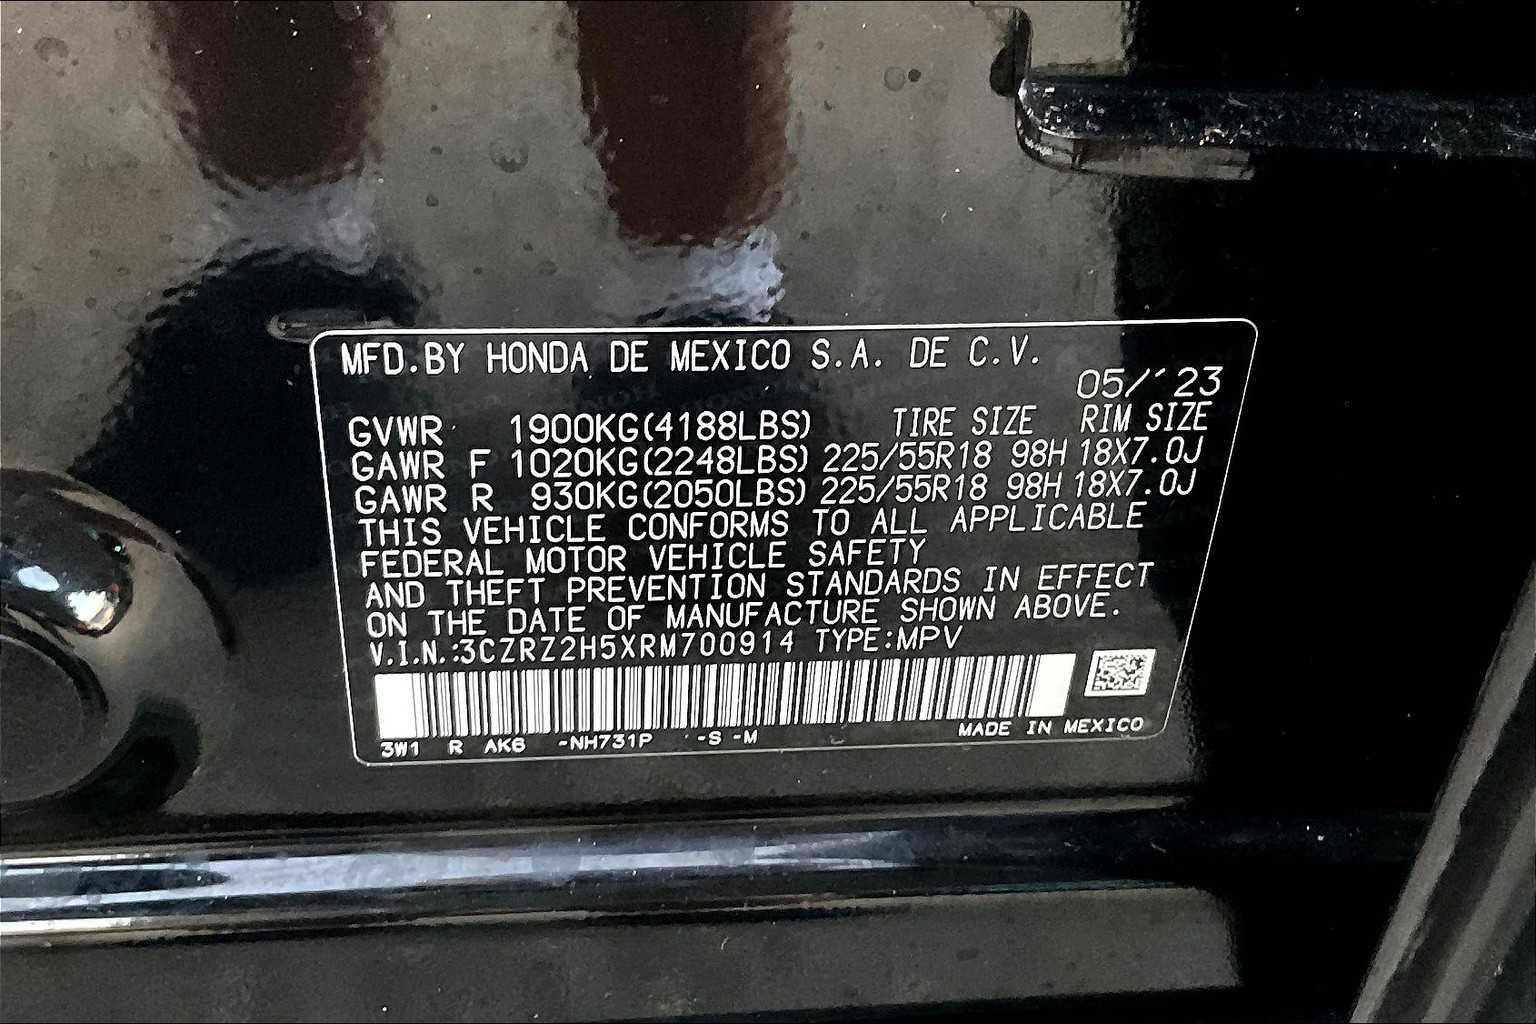 MFD.BY HONDA DE MEXICO S.A. DE C.V.
05/'23
GVWR 1900KG(4188LBS) TIRE SIZE RIM SIZE
GAWR F 1020KG(2248LBS) 225/55R18 98H 18X7.0J
GAWR R 930KG(2050LBS) 225/55R18 98H 18X7.0J
THIS VEHICLE CONFORMS TO ALL APPLICABLE
FEDERAL MOTOR VEHICLE SAFETY
AND THEFT PREVENTION STANDARDS IN EFFECT
ON THE DATE OF MANUFACTURE SHOWN ABOVE.
V.I.N.:3CZRZ2H5XRM700914 TYPE:MPV
3W1 R AK6 -NH731P -S -M MADE IN MEXICO